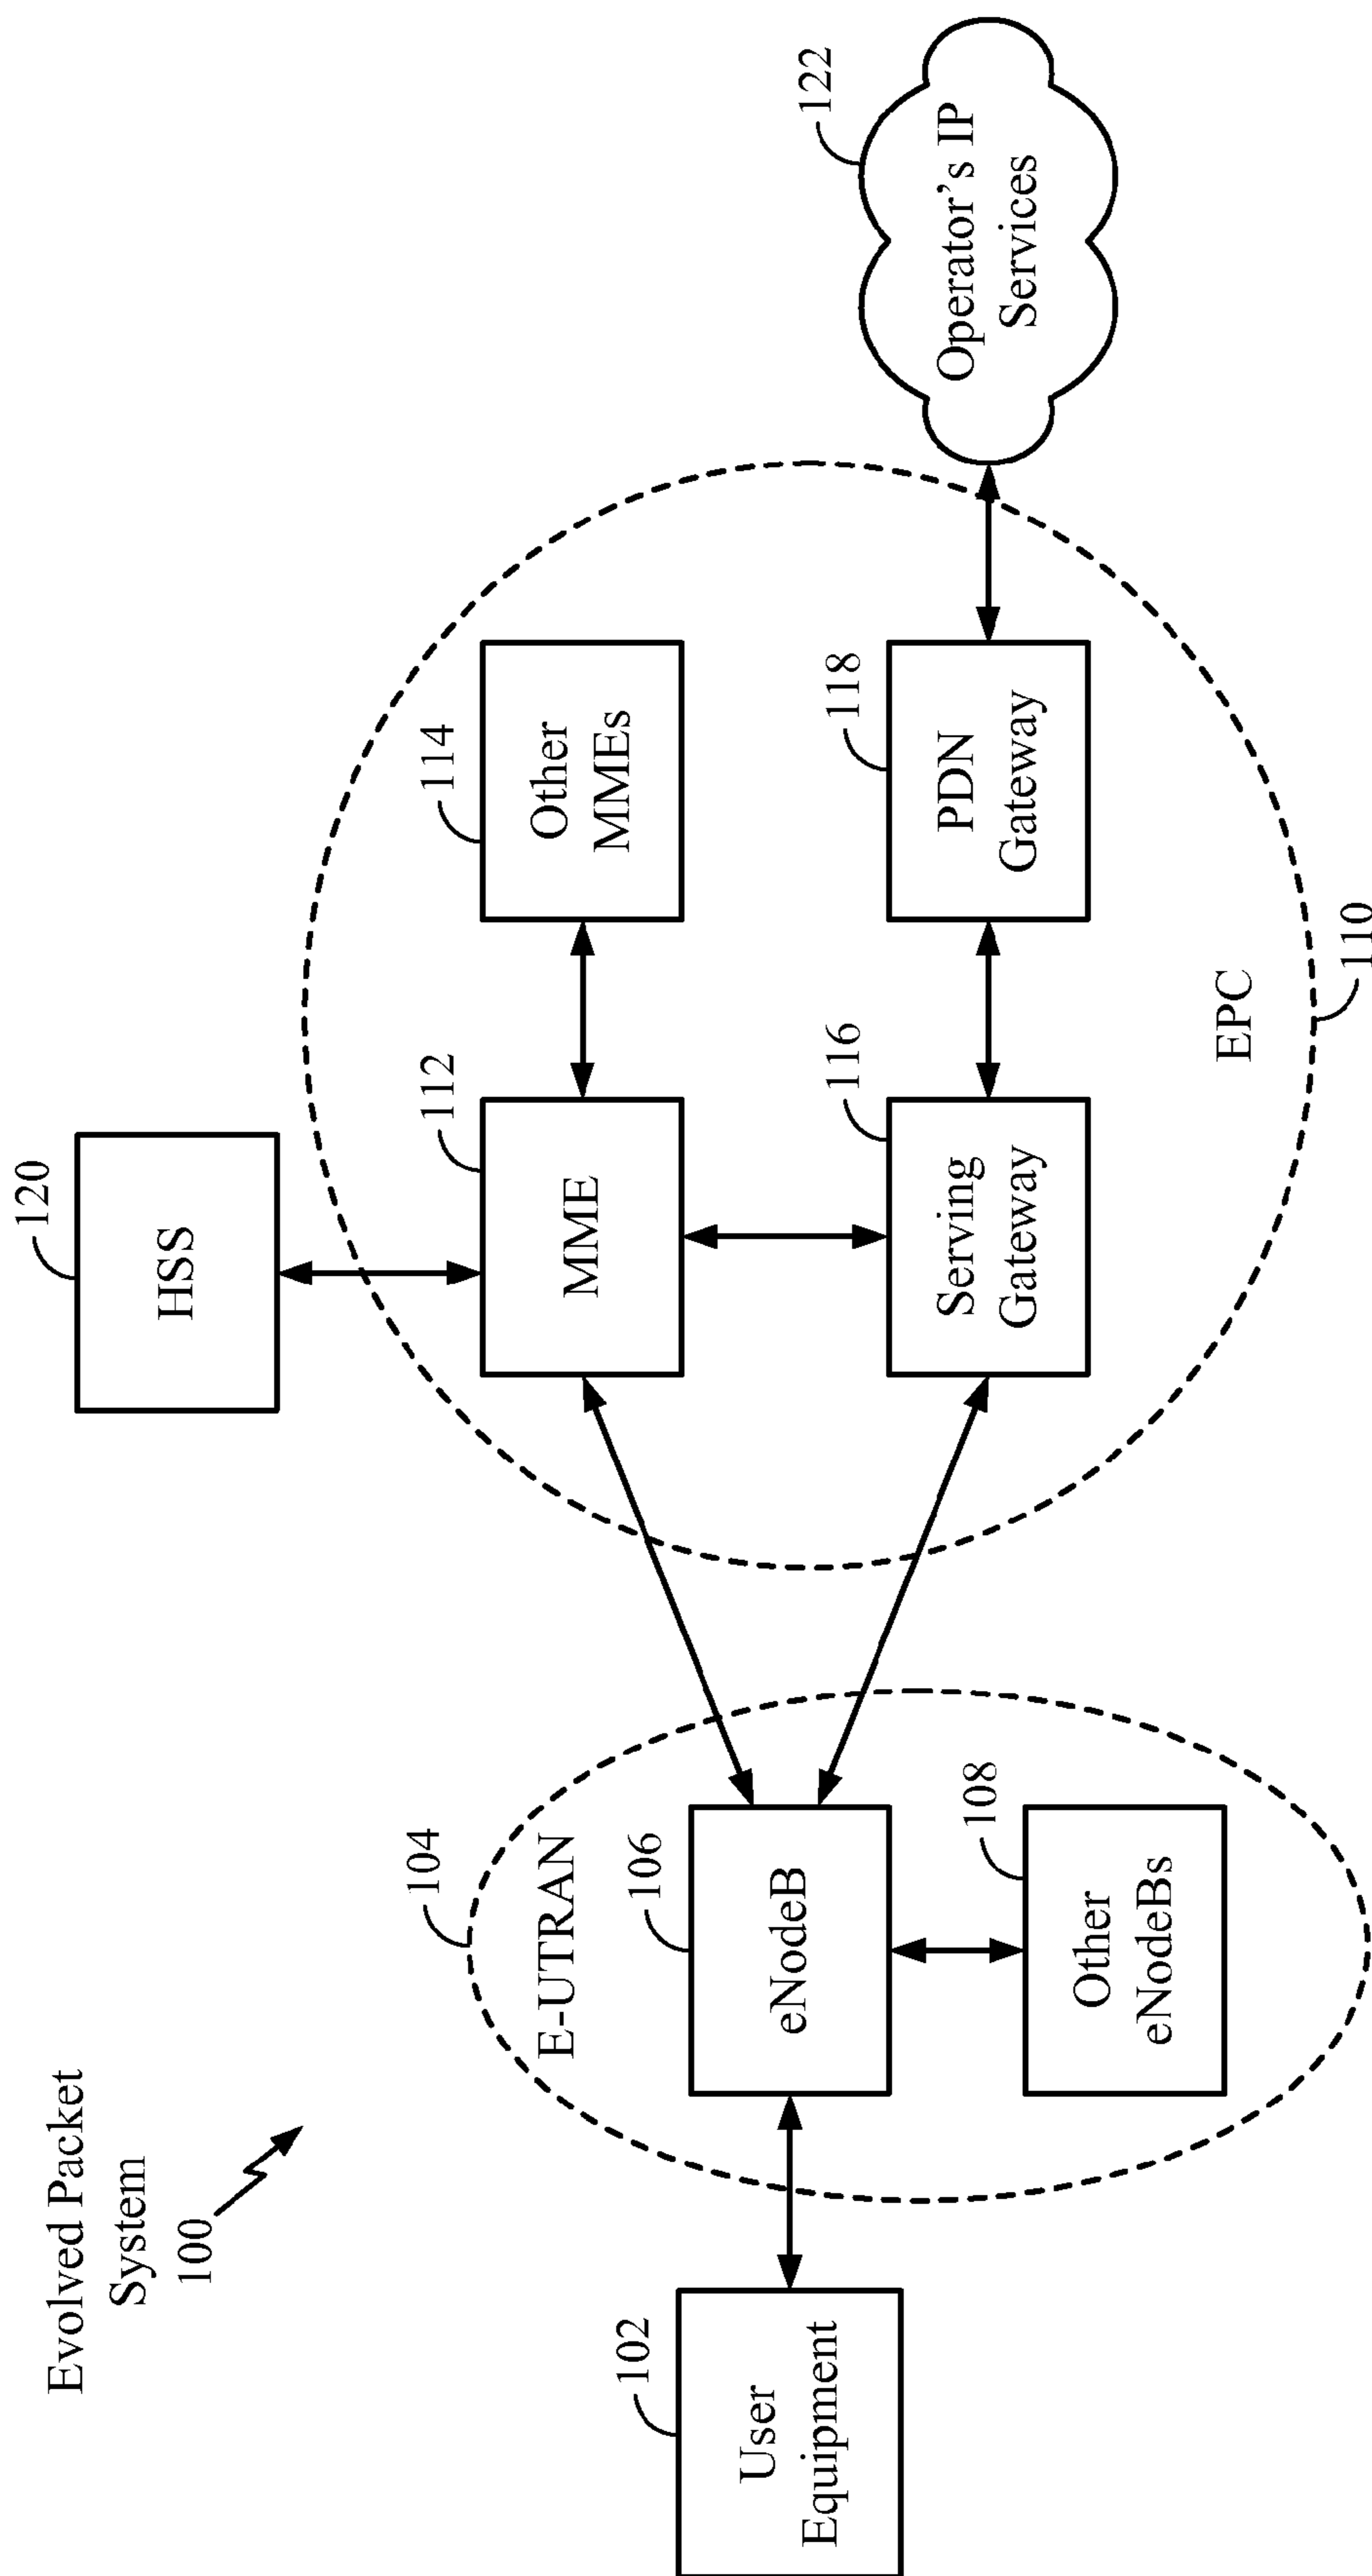 Evolved Packet
System
100
120
HSS
102
User
Equipment
104
E-UTRAN
106
eNodeB
108
Other
eNodeBs
112
MME
114
Other
MMEs
116
Serving
Gateway
118
PDN
Gateway
EPC
110
122
Operator's IP
Services